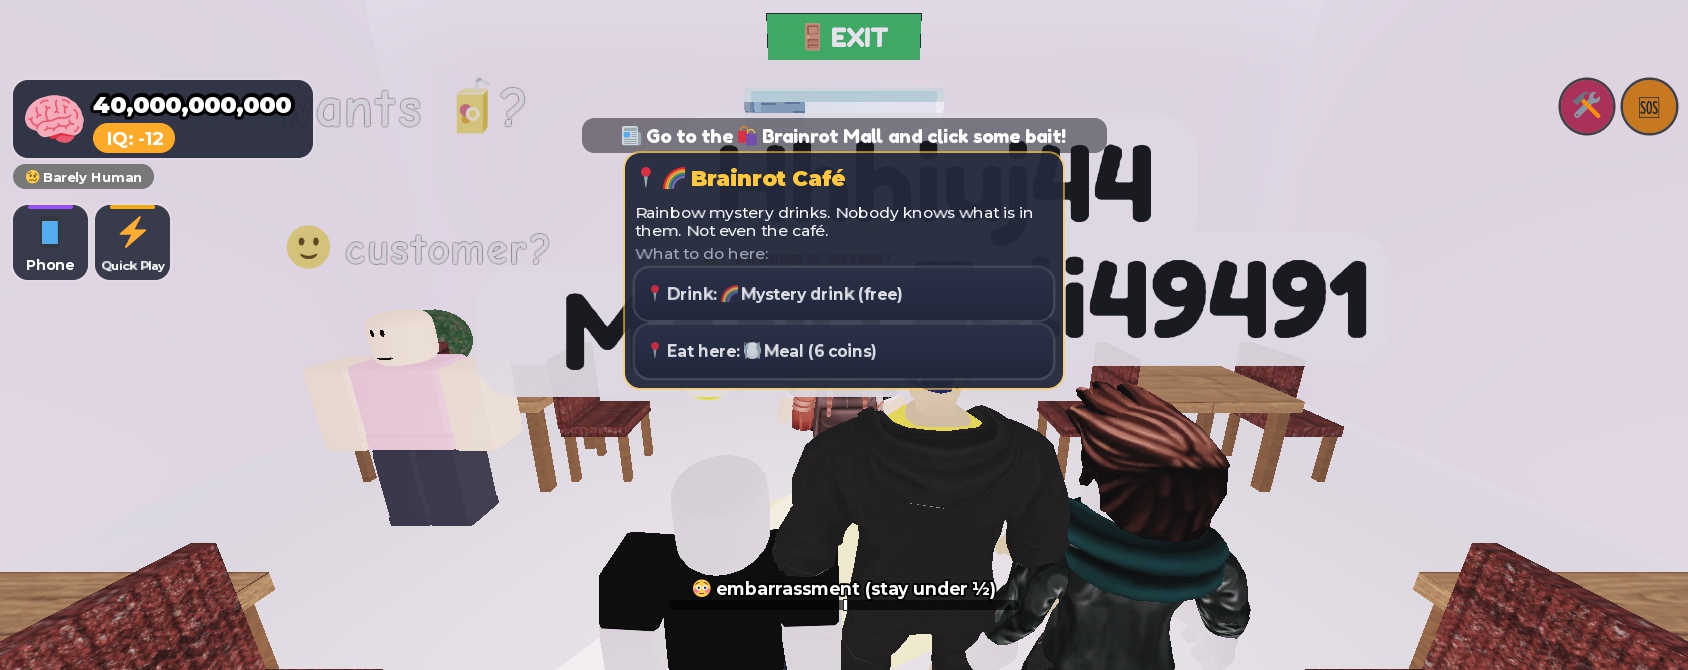 EXIT
40,000,000,000
wants ?
IQ: -12
Go to the Brainrot Mall and click some bait!
Barely Human
Brainrot Café
Rainbow mystery drinks. Nobody knows what is in
them. Not even the café.
What to do here:
Phone
Quick Play
customer?
Drink: Mystery drink (free)
Eat here: Meal (6 coins)
embarrassment (stay under ½)
SOS